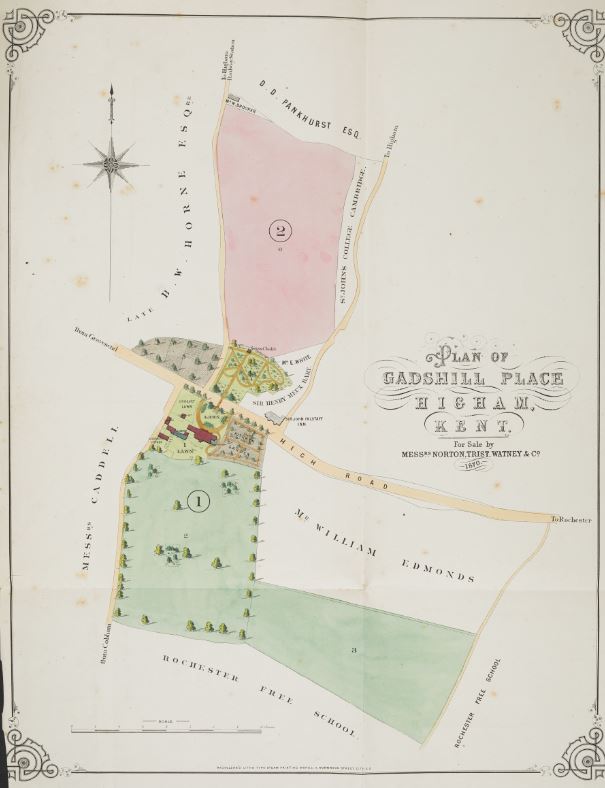 To Higham
Railway Station
D. D. PANKHURST ESQ.
To Higham
LATE D. W. HORNE ESQRE
2
ST JOHNS COLLEGE CAMBRIDGE.
From Gravesend
MR E. WHITE
SIR HENRY MEUX BART
SIR JOHN FALSTAFF
INN
LAWN
LAWN
HIGH ROAD
To Rochester
PLAN OF
GADSHILL PLACE
HIGHAM,
KENT.
For Sale by
MESSRS NORTON, TRIST, WATNEY & CO
1870.
MESSRS CADDELL
1
2
MR WILLIAM EDMONDS
3
From Cobham
ROCHESTER FREE SCHOOL
ROCHESTER FREE SCHOOL
SCALE